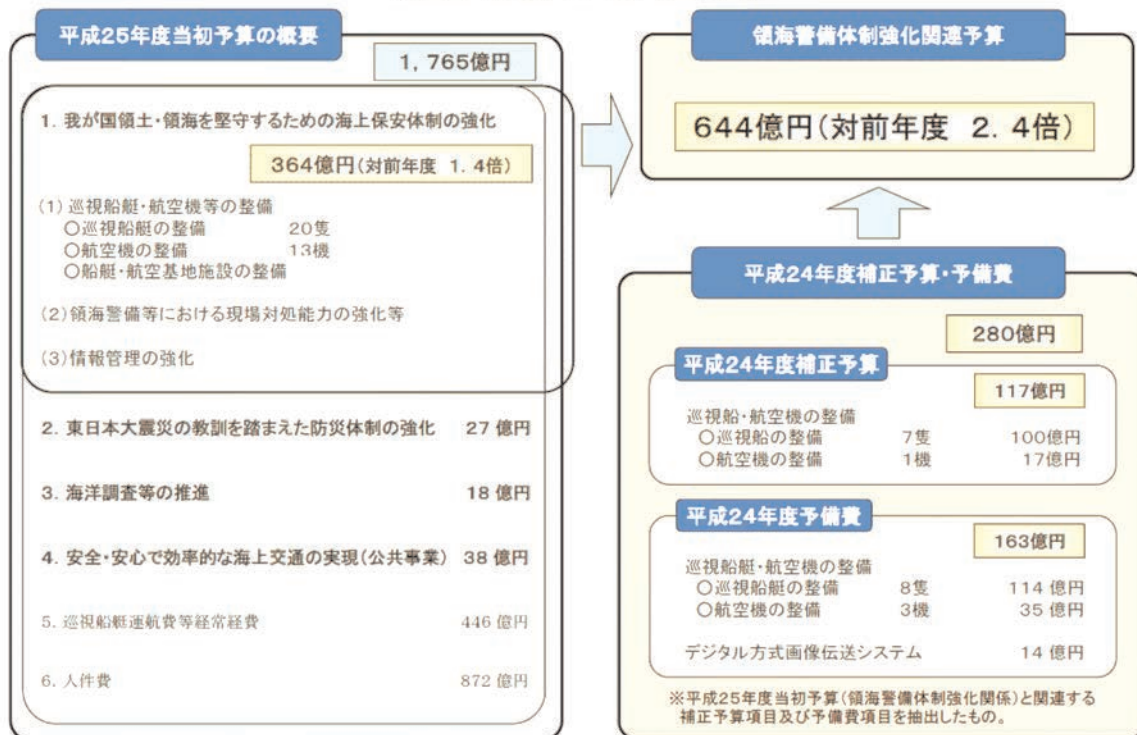 平成25年度当初予算の概要
1,765億円
1. 我が国領土・領海を堅守するための海上保安体制の強化
364億円(対前年度 1.4倍)
(1)巡視船艇・航空機等の整備
○巡視船艇の整備 20隻
○航空機の整備 13機
○船艇・航空基地施設の整備
(2)領海警備等における現場対処能力の強化等
(3)情報管理の強化
2. 東日本大震災の教訓を踏まえた防災体制の強化 27億円
3. 海洋調査等の推進 18億円
4. 安全・安心で効率的な海上交通の実現(公共事業) 38億円
5. 巡視船艇運航費等経常経費 446億円
6. 人件費 872億円
領海警備体制強化関連予算
644億円(対前年度 2.4倍)
平成24年度補正予算・予備費
280億円
平成24年度補正予算
117億円
巡視船・航空機の整備
○巡視船の整備 7隻 100億円
○航空機の整備 1機 17億円
平成24年度予備費
163億円
巡視船艇・航空機の整備
○巡視船艇の整備 8隻 114億円
○航空機の整備 3機 35億円
デジタル方式画像伝送システム 14億円
※平成25年度当初予算(領海警備体制強化関係)と関連する
補正予算項目及び予備費項目を抽出したもの。